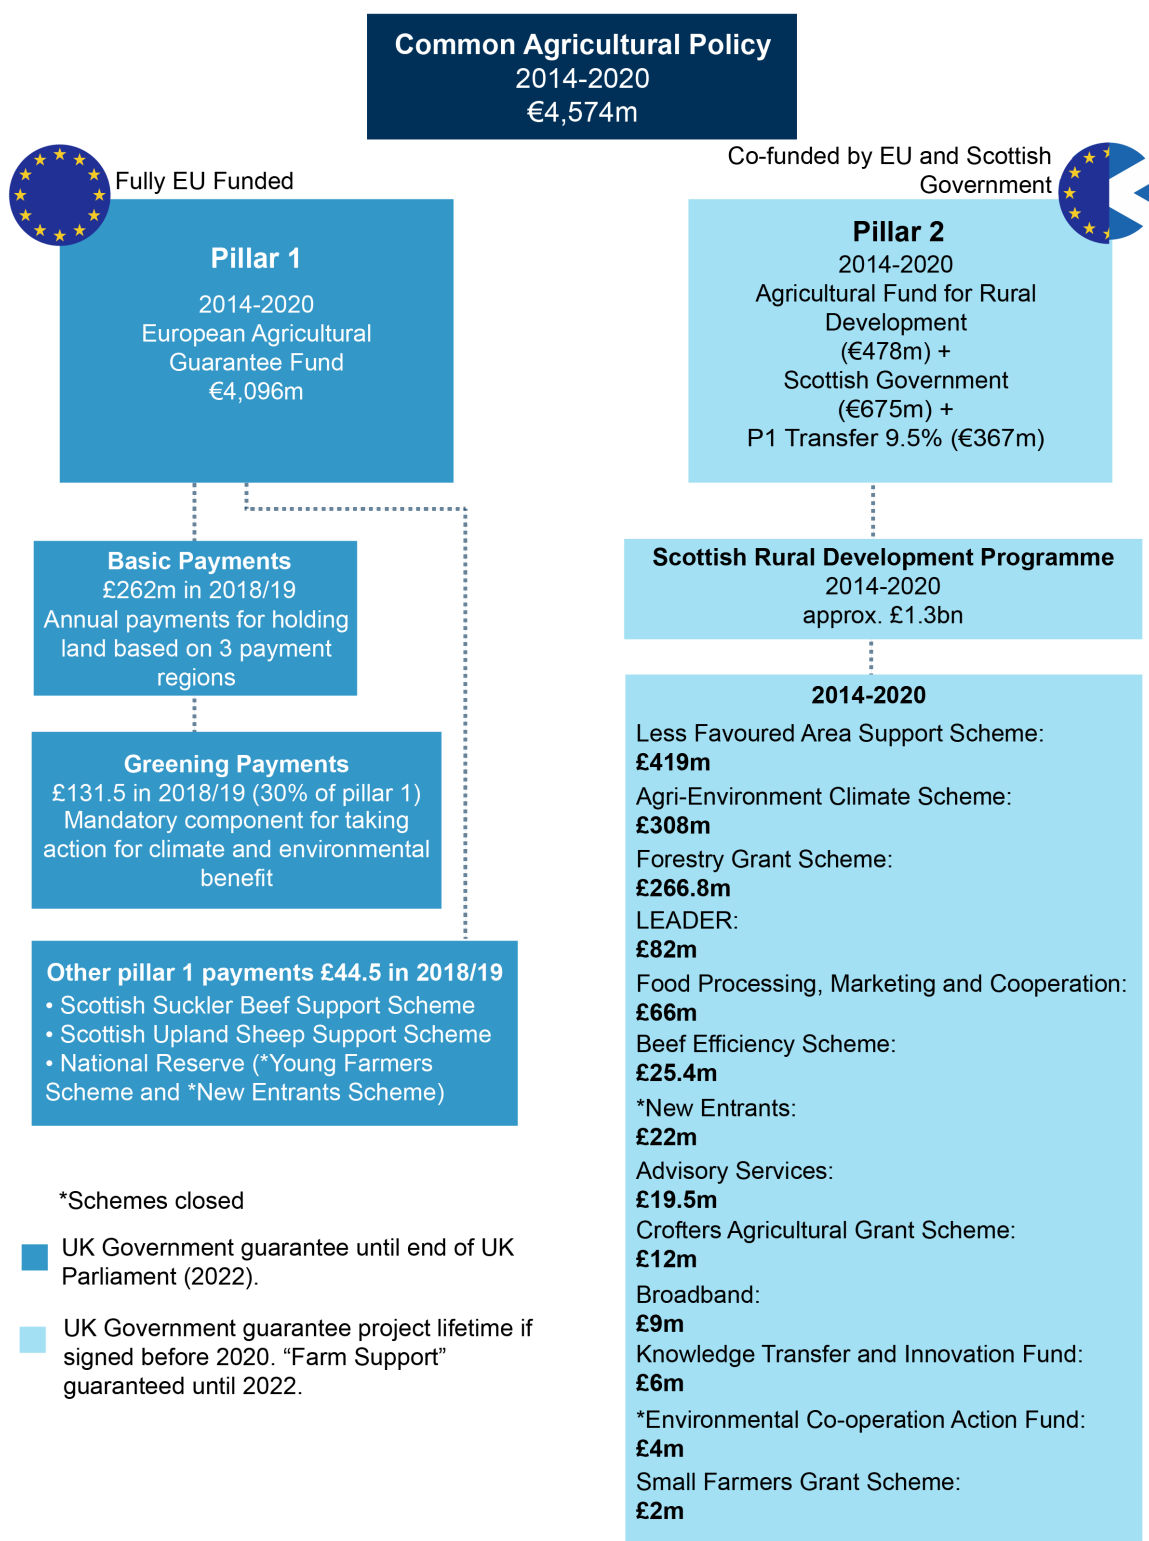 Common Agricultural Policy
2014-2020
€4,574m
Fully EU Funded
Pillar 1
2014-2020
European Agricultural
Guarantee Fund
€4,096m
Basic Payments
£262m in 2018/19
Annual payments for holding
land based on 3 payment
regions
Greening Payments
£131.5 in 2018/19 (30% of pillar 1)
Mandatory component for taking
action for climate and environmental
benefit
Other pillar 1 payments £44.5 in 2018/19
• Scottish Suckler Beef Support Scheme
• Scottish Upland Sheep Support Scheme
• National Reserve (*Young Farmers
Scheme and *New Entrants Scheme)
*Schemes closed
UK Government guarantee until end of UK
Parliament (2022).
UK Government guarantee project lifetime if
signed before 2020. “Farm Support”
guaranteed until 2022.
Co-funded by EU and Scottish
Government
Pillar 2
2014-2020
Agricultural Fund for Rural
Development
(€478m) +
Scottish Government
(€675m) +
P1 Transfer 9.5% (€367m)
Scottish Rural Development Programme
2014-2020
approx. £1.3bn
2014-2020
Less Favoured Area Support Scheme:
£419m
Agri-Environment Climate Scheme:
£308m
Forestry Grant Scheme:
£266.8m
LEADER:
£82m
Food Processing, Marketing and Cooperation:
£66m
Beef Efficiency Scheme:
£25.4m
*New Entrants:
£22m
Advisory Services:
£19.5m
Crofters Agricultural Grant Scheme:
£12m
Broadband:
£9m
Knowledge Transfer and Innovation Fund:
£6m
*Environmental Co-operation Action Fund:
£4m
Small Farmers Grant Scheme:
£2m